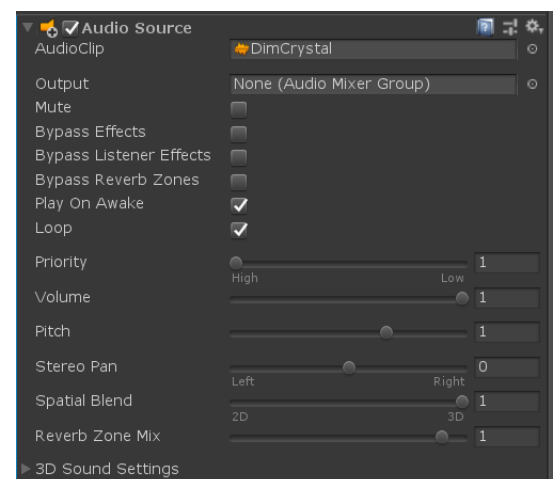 Audio Source
AudioClip DimCrystal
Output None (Audio Mixer Group)
Mute
Bypass Effects
Bypass Listener Effects
Bypass Reverb Zones
Play On Awake
Loop
Priority 1
High Low
Volume 1
Pitch 1
Stereo Pan 0
Left Right
Spatial Blend 1
2D 3D
Reverb Zone Mix 1
3D Sound Settings